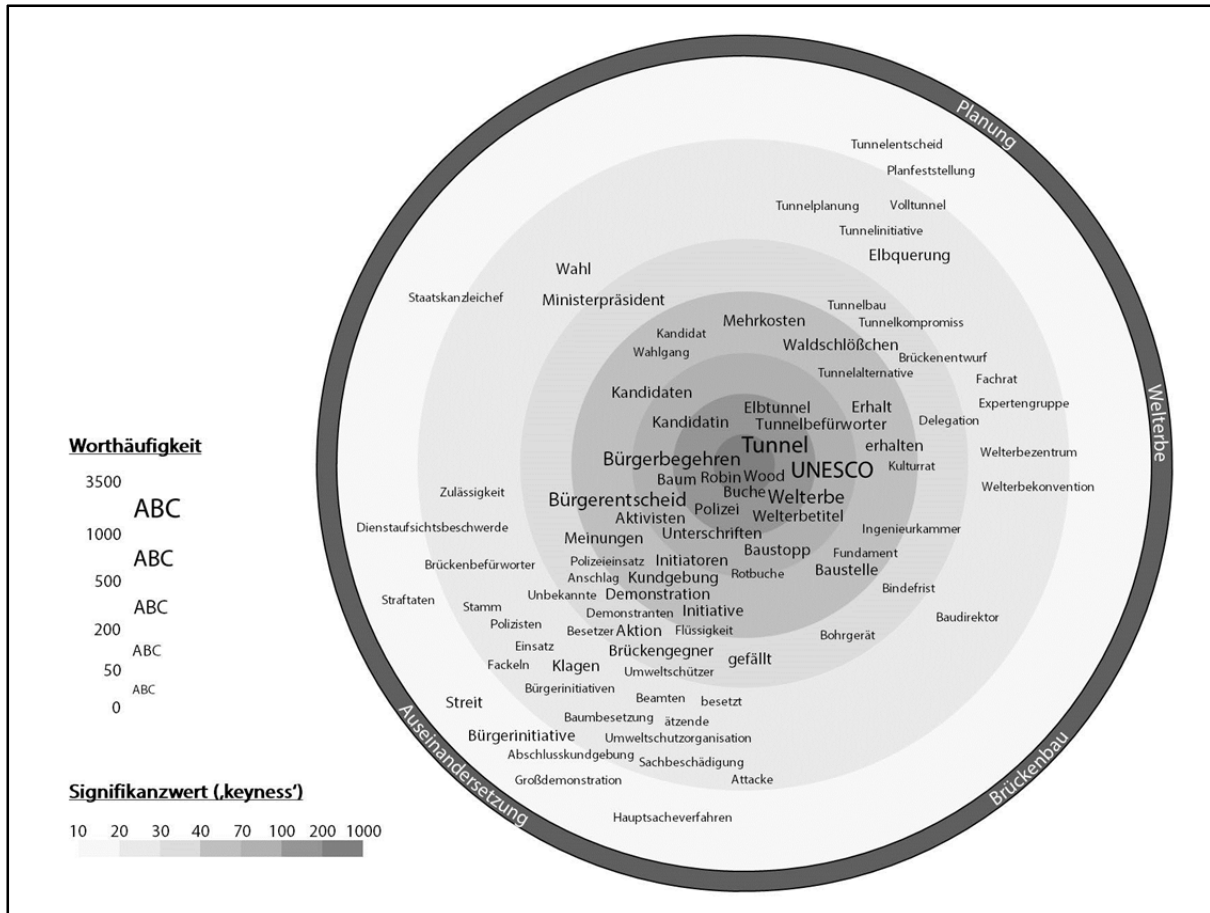 Planung
Tunnelentscheid
Planfeststellung
Tunnelplanung Volltunnel
Tunnelinitiative
Elbquerung
Wahl
Staatskanzleichef
Ministerpräsident
Tunnelbau
Mehrkosten
Tunnelkompromiss
Kandidat
Waldschlößchen
Wahlgang
Brückenentwurf
Tunnelalternative
Fachrat
Kandidaten
Expertengruppe
Elbtunnel
Erhalt
Kandidatin
Tunnelbefürworter
Delegation
Welterbe
Tunnel
erhalten
Welterbezentrum
Bürgerbegehren
UNESCO
Kulturrat
Baum Robin Wood
Welterbekonvention
Zulässigkeit
Buche
Bürgerentscheid
Welterbe
Polizei
Aktivisten
Welterbetitel
Dienstaufsichtsbeschwerde
Ingenieurkammer
Unterschriften
Meinungen
Baustopp
Fundament
Polizeieinsatz
Initiatoren
Brückenbefürworter
Baustelle
Anschlag
Kundgebung
Rotbuche
Bindefrist
Unbekannte
Demonstration
Straftaten
Stamm
Demonstranten
Initiative
Baudirektor
Polizisten
Besetzer
Aktion
Flüssigkeit
Bohrgerät
Einsatz
Brückengegner
gefällt
Fackeln
Klagen
Umweltschützer
Bürgerinitiativen
Beamten
besetzt
Streit
Baumbesetzung
ätzende
Bürgerinitiative
Umweltschutzorganisation
Abschlusskundgebung
Sachbeschädigung
Großdemonstration
Attacke
Hauptsacheverfahren
Auseinandersetzung
Brückenbau
Worthäufigkeit
3500
ABC
1000
ABC
500
ABC
200
ABC
50
ABC
0
Signifikanzwert (‚keyness‘)
10 20 30 40 70 100 200 1000